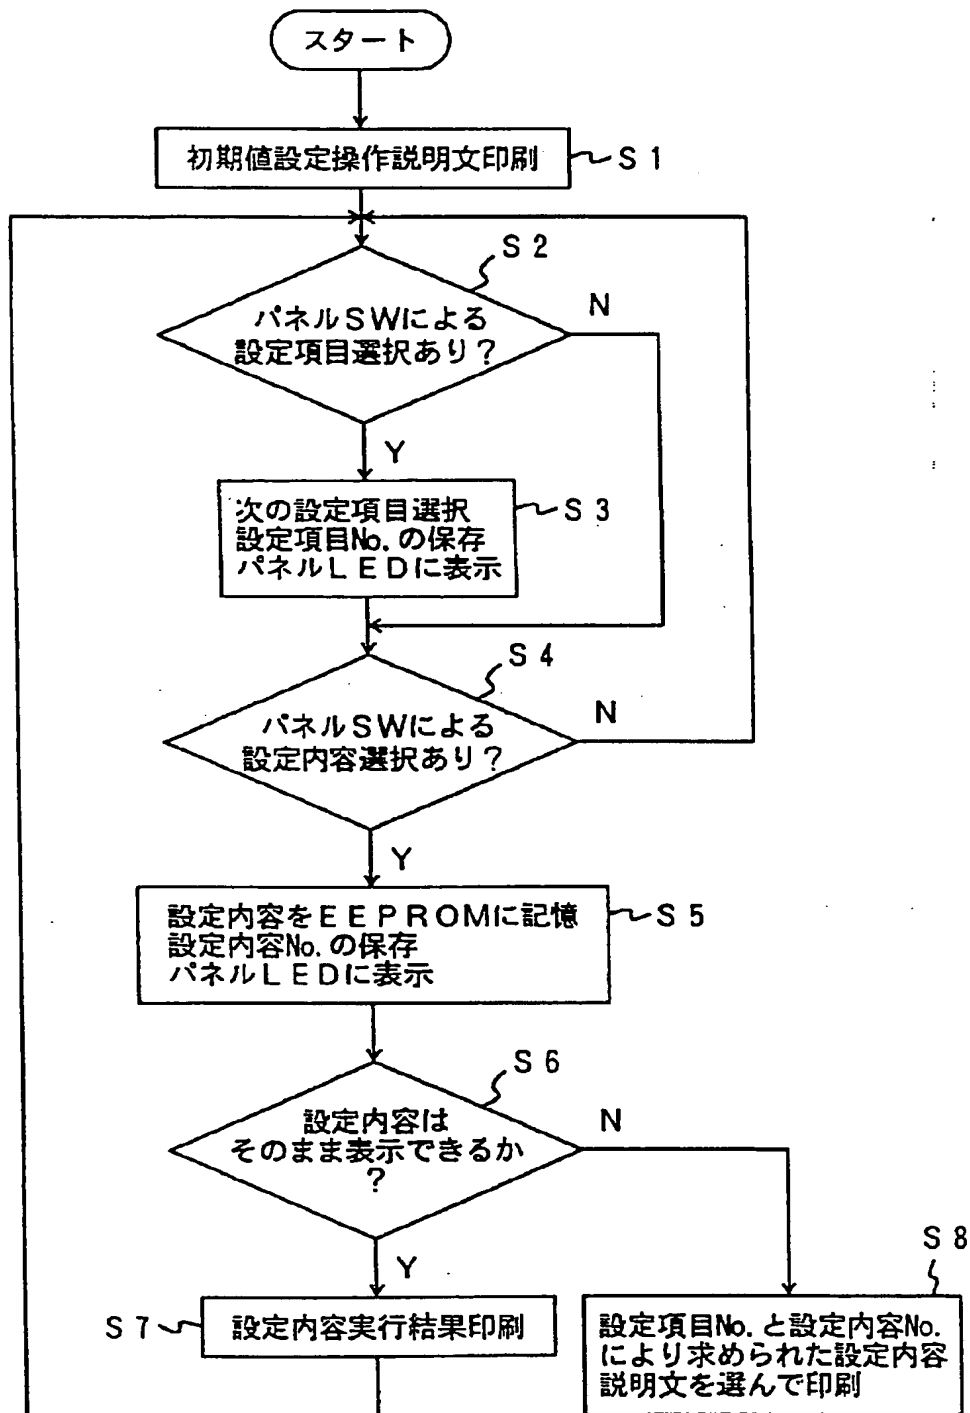 スタート
初期値設定操作説明文印刷
S1
S2
パネルSWによる
設定項目選択あり？
N
Y
次の設定項目選択
設定項目No.の保存
パネルLEDに表示
S3
S4
パネルSWによる
設定内容選択あり？
N
Y
設定内容をEEPROMに記憶
設定内容No.の保存
パネルLEDに表示
S5
S6
設定内容は
そのまま表示できるか
？
N
Y
S7
設定内容実行結果印刷
S8
設定項目No.と設定内容No.
により求められた設定内容
説明文を選んで印刷